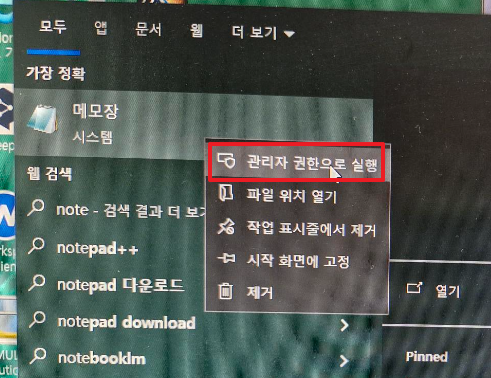 모두 앱 문서 웹 더 보기
가장 정확
메모장
시스템
관리자 권한으로 실행
파일 위치 열기
작업 표시줄에서 제거
시작 화면에 고정
제거
웹 검색
note - 검색 결과 더 보기
notepad++
notepad 다운로드
notepad download
notebooklm
열기
Pinned